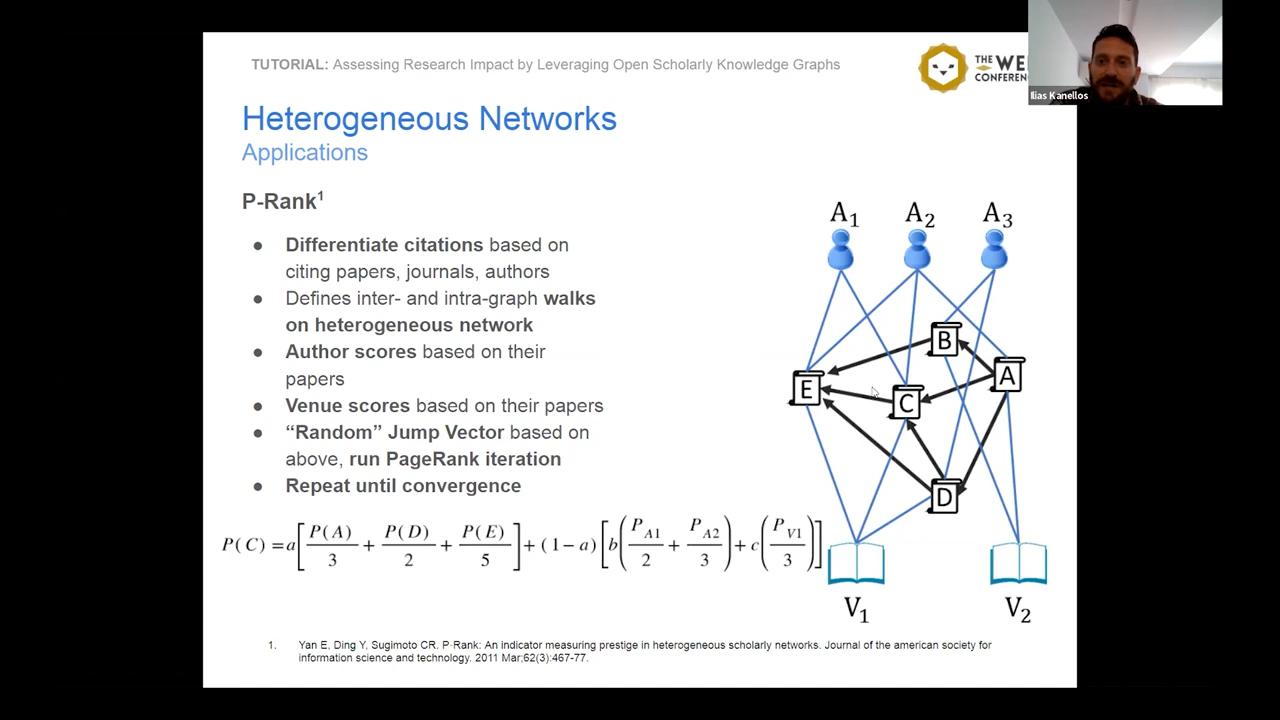 TUTORIAL: Assessing Research Impact by Leveraging Open Scholarly Knowledge Graphs
THE WE
CONFEREN
Ilias Kanellos
Heterogeneous Networks
Applications
P-Rank1
● Differentiate citations based on
citing papers, journals, authors
● Defines inter- and intra-graph walks
on heterogeneous network
● Author scores based on their
papers
● Venue scores based on their papers
● “Random” Jump Vector based on
above, run PageRank iteration
● Repeat until convergence
P(C) = a[P(A)/3 + P(D)/2 + P(E)/5] + (1−a)[b(PA1/2 + PA2/3) + c(PV1/3)]
A1 A2 A3
B
A
E
C
D
V1 V2
1. Yan E, Ding Y, Sugimoto CR. P-Rank: An indicator measuring prestige in heterogeneous scholarly networks. Journal of the american society for
information science and technology. 2011 Mar;62(3):467-77.